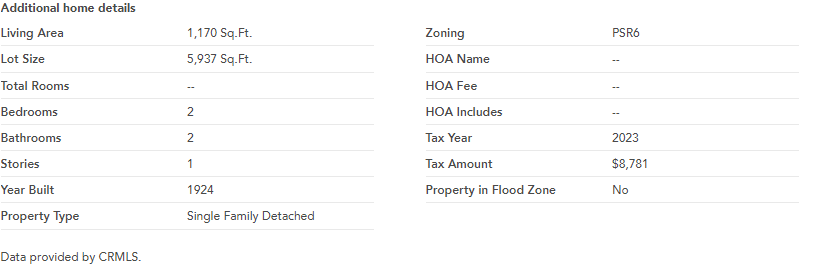 Additional home details
Living Area 1,170 Sq.Ft.
Lot Size 5,937 Sq.Ft.
Total Rooms --
Bedrooms 2
Bathrooms 2
Stories 1
Year Built 1924
Property Type Single Family Detached
Zoning PSR6
HOA Name --
HOA Fee --
HOA Includes --
Tax Year 2023
Tax Amount $8,781
Property in Flood Zone No
Data provided by CRMLS.